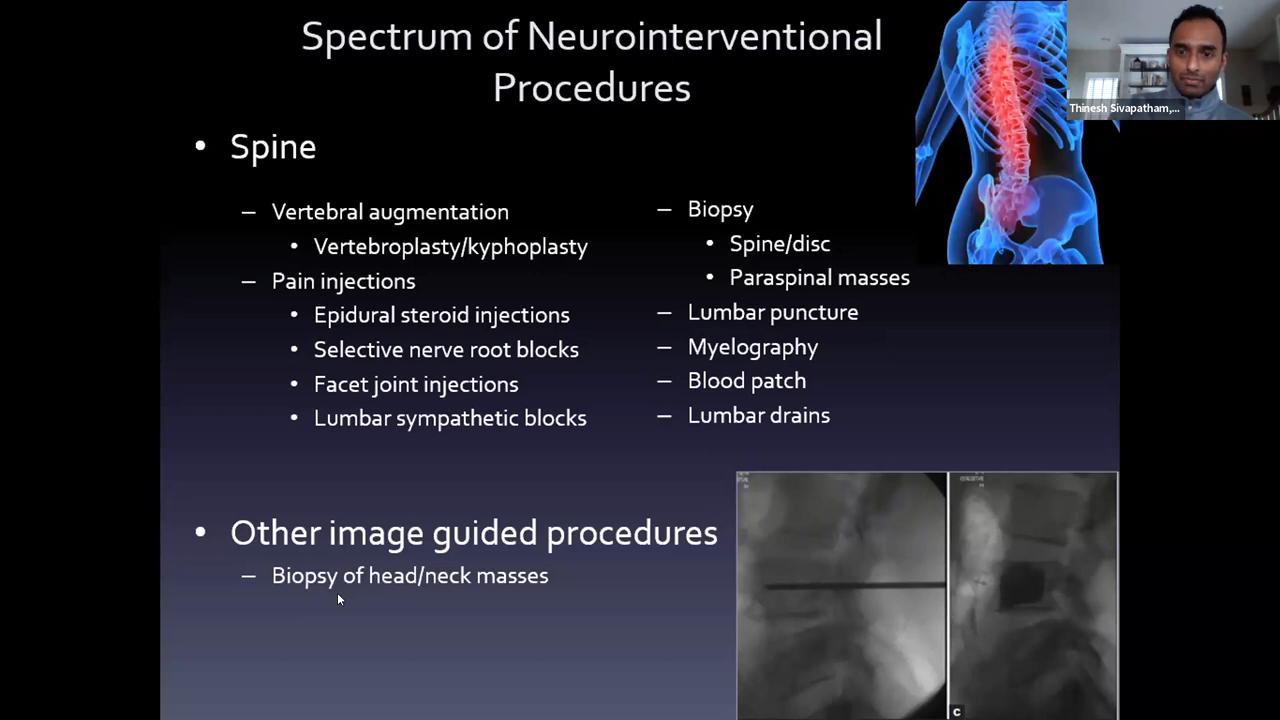 Spectrum of Neurointerventional
Procedures
Thinesh Sivapatham,...
• Spine
– Vertebral augmentation
• Vertebroplasty/kyphoplasty
– Pain injections
• Epidural steroid injections
• Selective nerve root blocks
• Facet joint injections
• Lumbar sympathetic blocks
– Biopsy
• Spine/disc
• Paraspinal masses
– Lumbar puncture
– Myelography
– Blood patch
– Lumbar drains
• Other image guided procedures
– Biopsy of head/neck masses
c